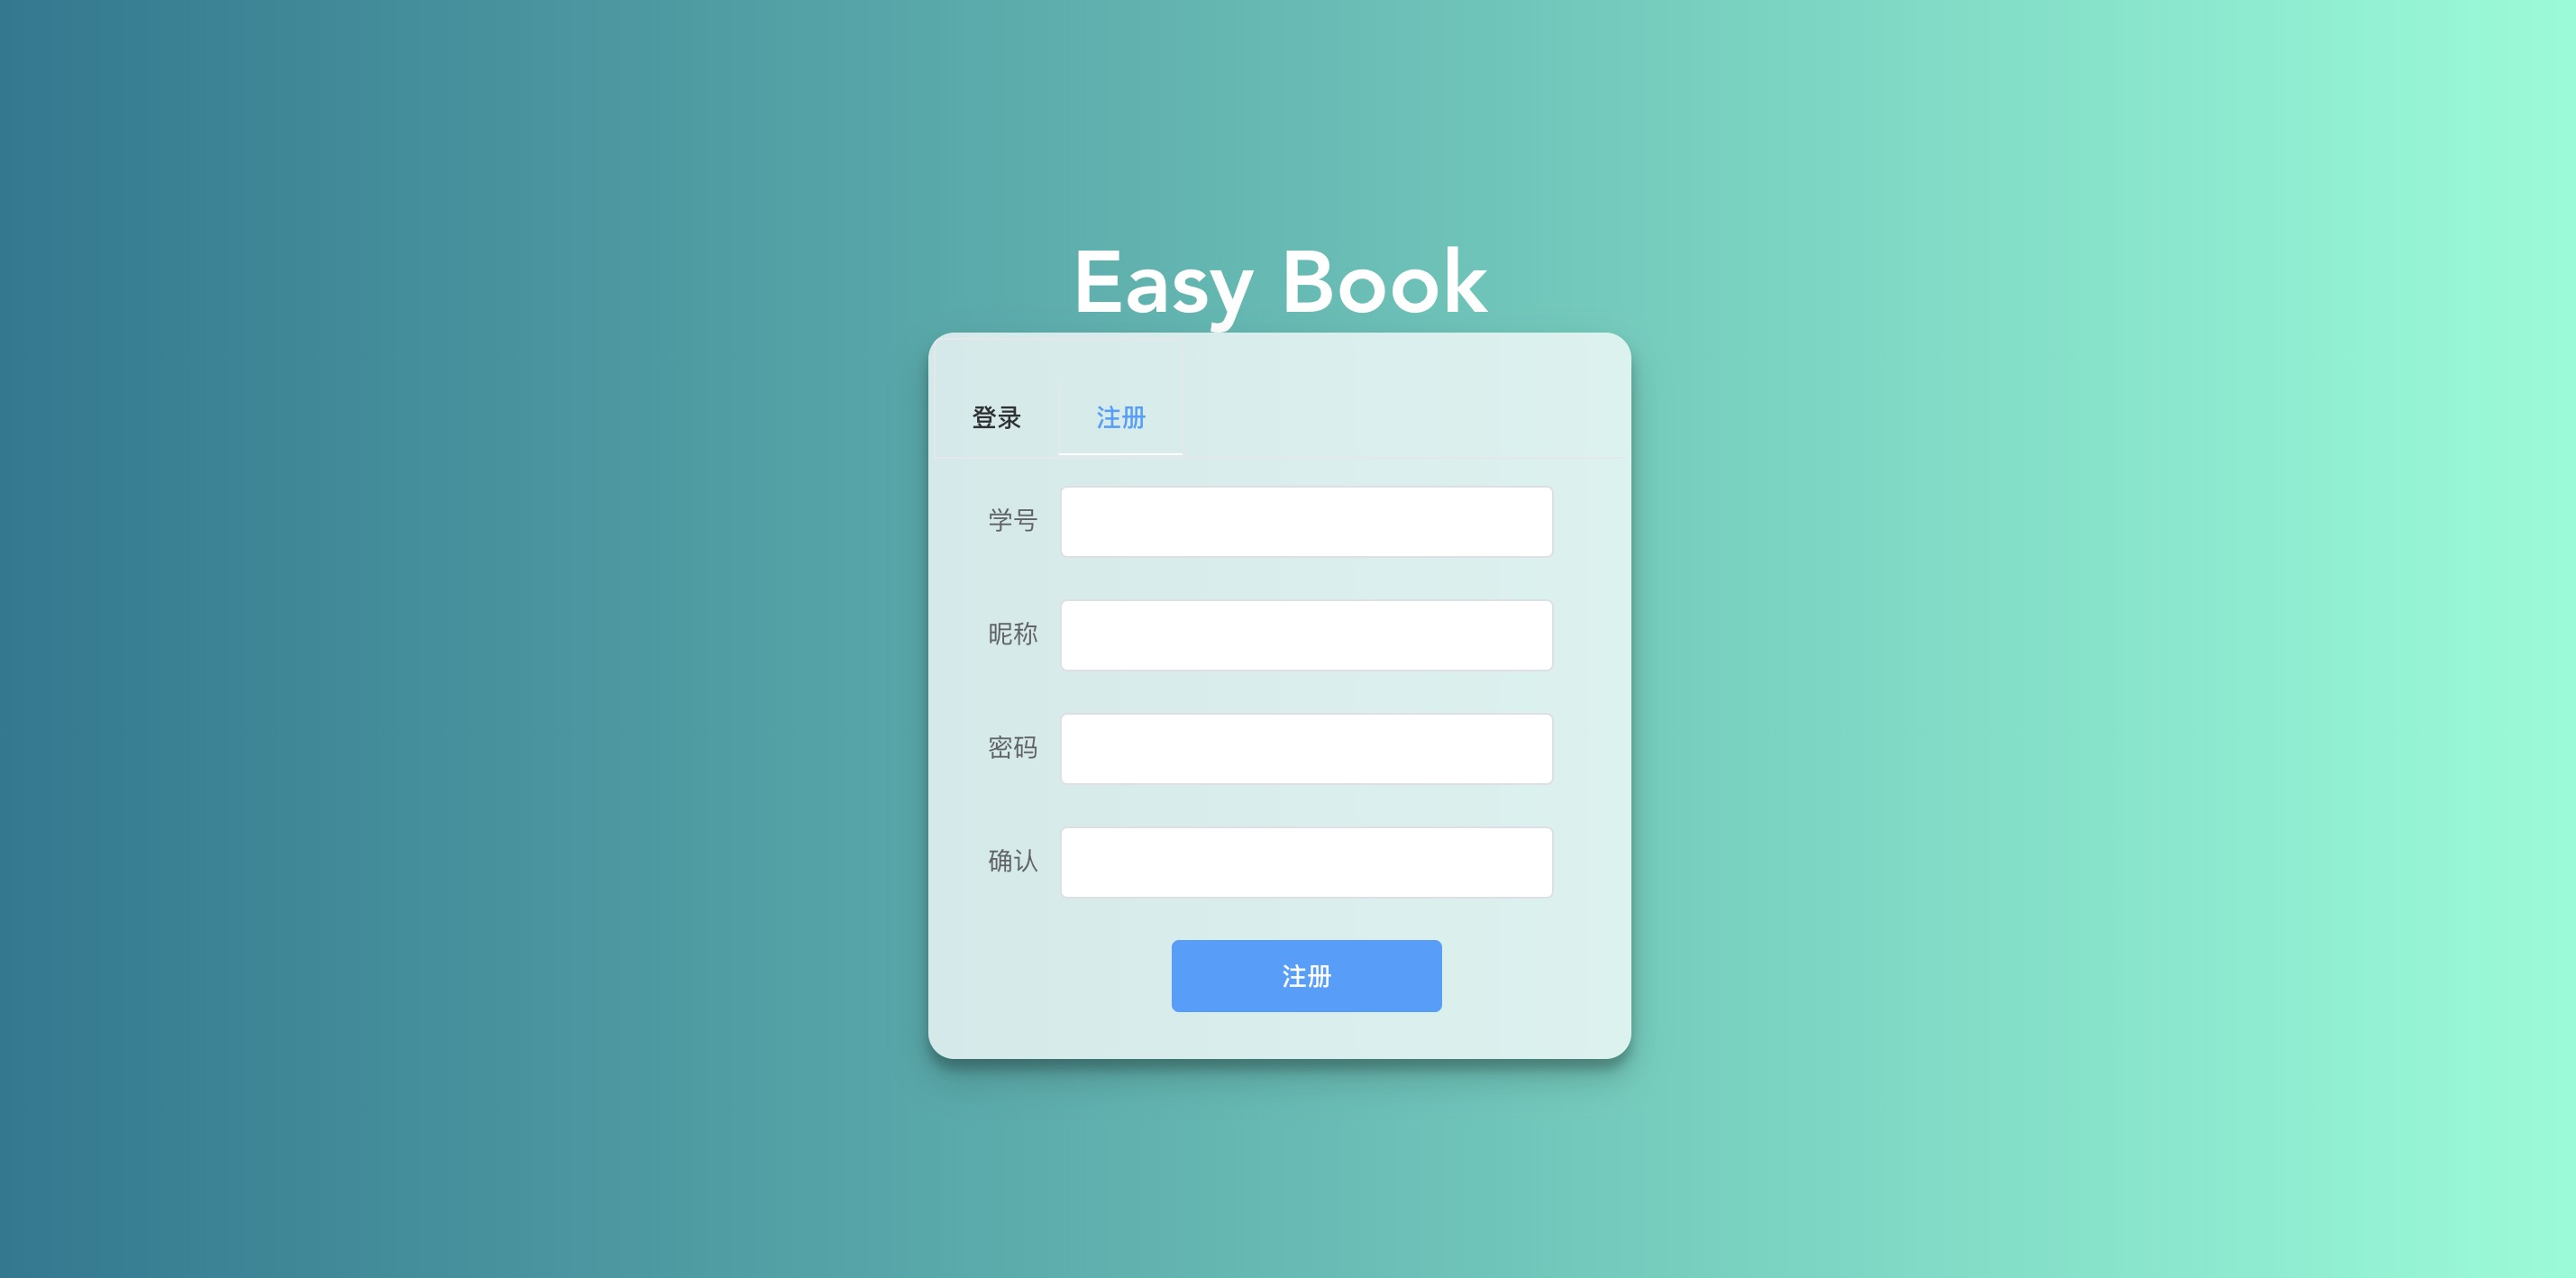 Easy Book
登录 注册
学号
昵称
密码
确认
注册